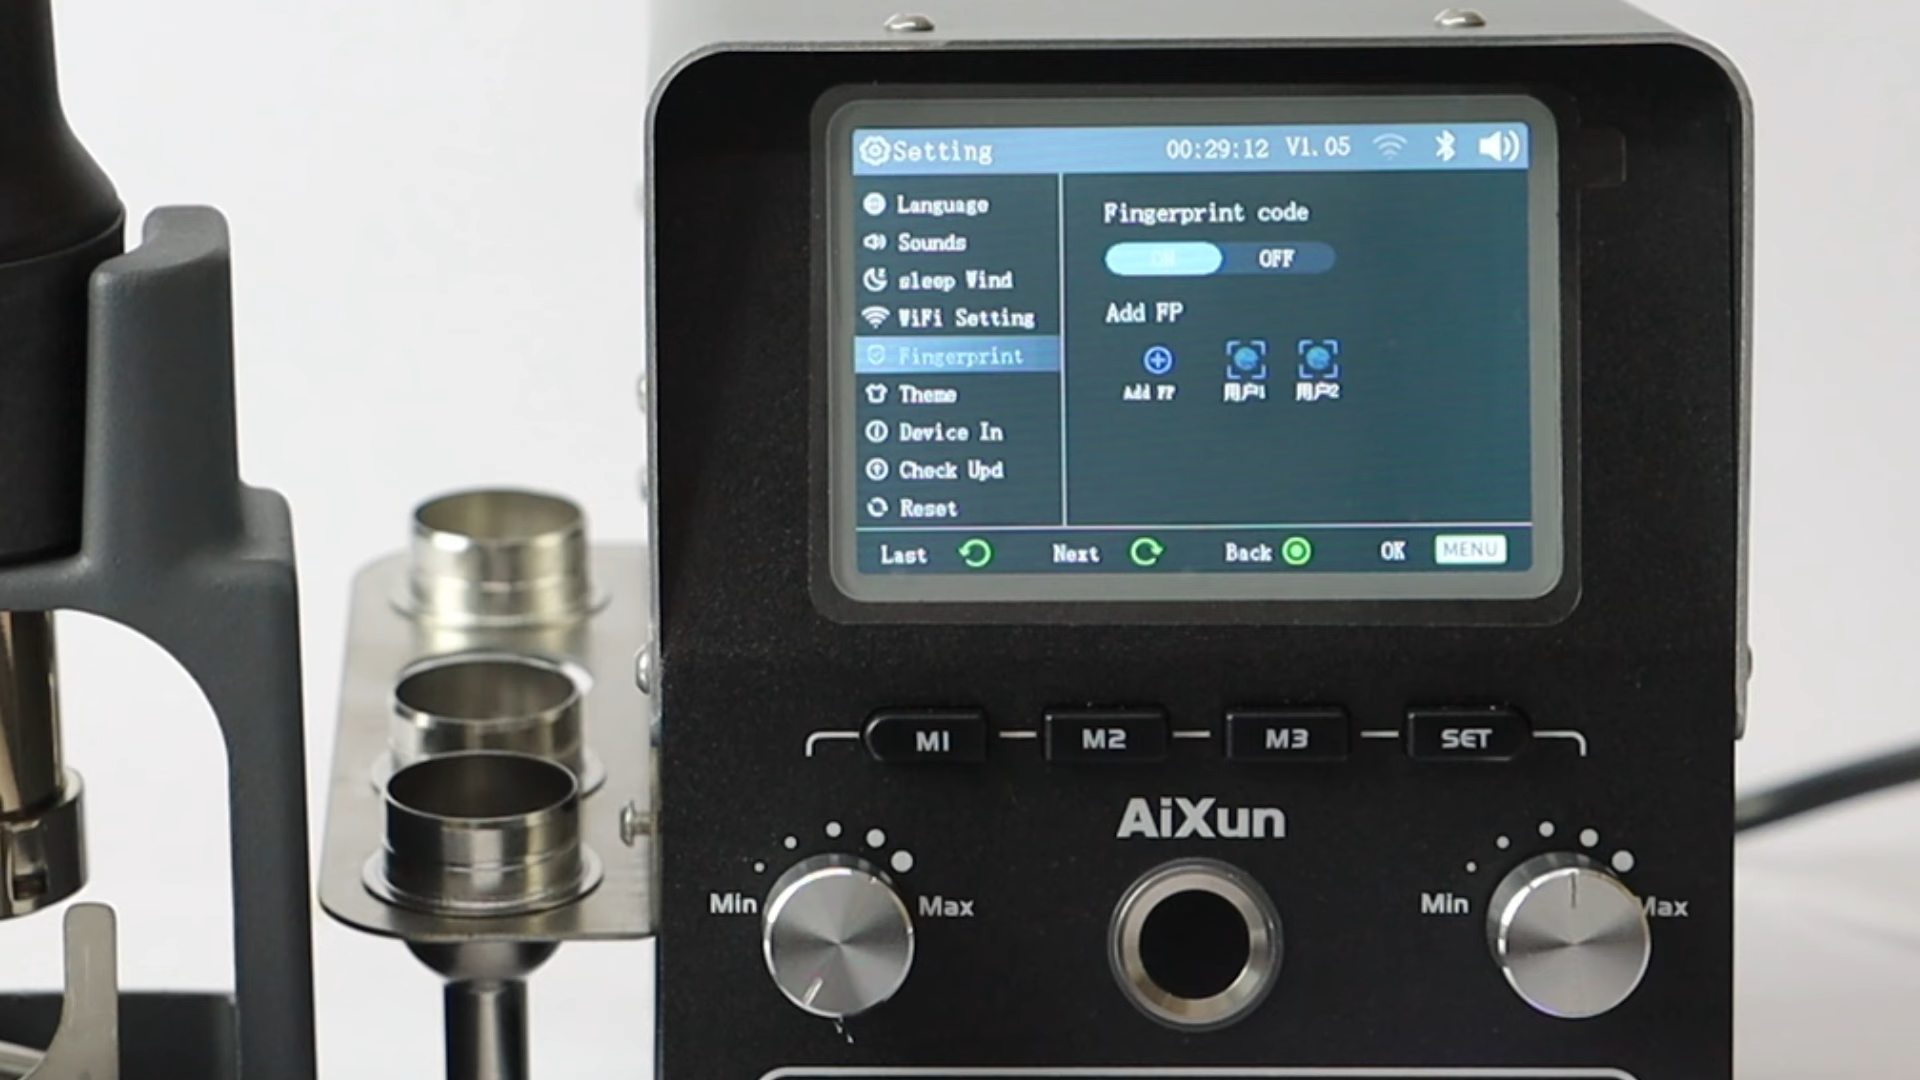 Setting 00:29:12 V1.05
Language
Sounds
sleep Wind
WiFi Setting
Fingerprint
Theme
Device In
Check Upd
Reset
Fingerprint code
ON OFF
Add FP
Add FP 用户1 用户2
Last Next Back OK MENU
M1 M2 M3 SET
AiXun
Min Max Min Max